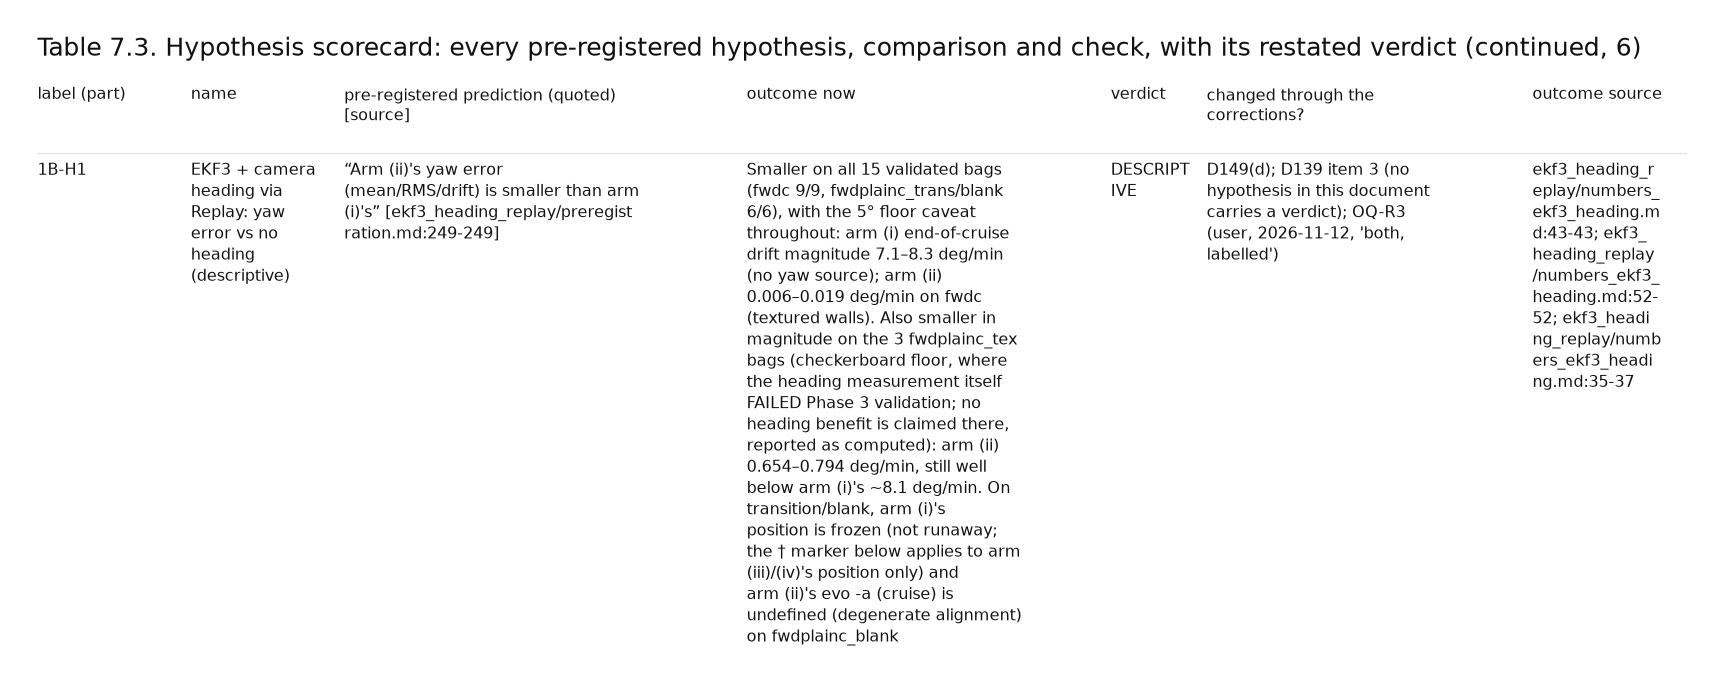 Table 7.3. Hypothesis scorecard: every pre-registered hypothesis, comparison and check, with its restated verdict (continued, 6)
label (part)
name
pre-registered prediction (quoted)
[source]
outcome now
verdict
changed through the
corrections?
outcome source
1B-H1
EKF3 + camera
heading via
Replay: yaw
error vs no
heading
(descriptive)
“Arm (ii)'s yaw error
(mean/RMS/drift) is smaller than arm
(i)'s” [ekf3_heading_replay/preregist
ration.md:249-249]
Smaller on all 15 validated bags
(fwdc 9/9, fwdplainc_trans/blank
6/6), with the 5° floor caveat
throughout: arm (i) end-of-cruise
drift magnitude 7.1–8.3 deg/min
(no yaw source); arm (ii)
0.006–0.019 deg/min on fwdc
(textured walls). Also smaller in
magnitude on the 3 fwdplainc_tex
bags (checkerboard floor, where
the heading measurement itself
FAILED Phase 3 validation; no
heading benefit is claimed there,
reported as computed): arm (ii)
0.654–0.794 deg/min, still well
below arm (i)'s ~8.1 deg/min. On
transition/blank, arm (i)'s
position is frozen (not runaway;
the † marker below applies to arm
(iii)/(iv)'s position only) and
arm (ii)'s evo -a (cruise) is
undefined (degenerate alignment)
on fwdplainc_blank
DESCRIPT
IVE
D149(d); D139 item 3 (no
hypothesis in this document
carries a verdict); OQ-R3
(user, 2026-11-12, 'both,
labelled')
ekf3_heading_r
eplay/numbers_
ekf3_heading.m
d:43-43; ekf3_
heading_replay
/numbers_ekf3_
heading.md:52-
52; ekf3_headi
ng_replay/numb
ers_ekf3_headi
ng.md:35-37